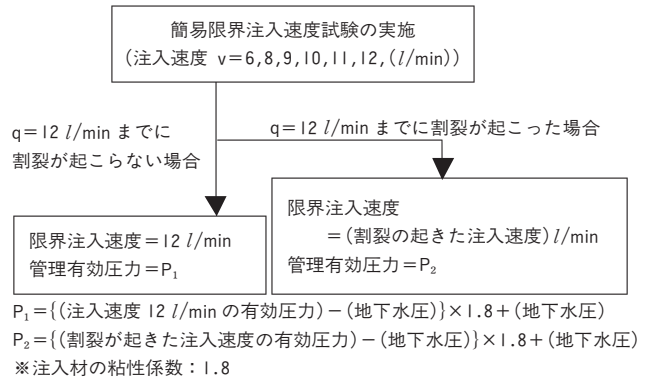 簡易限界注入速度試験の実施
(注入速度 v=6,8,9,10,11,12,(l/min))
q=12 l/min までに
割裂が起こらない場合
q=12 l/min までに割裂が起こった場合
限界注入速度=12 l/min
管理有効圧力=P₁
限界注入速度
=(割裂の起きた注入速度)l/min
管理有効圧力=P₂
P₁={(注入速度 12 l/min の有効圧力)-(地下水圧)}×1.8+(地下水圧)
P₂={(割裂が起きた注入速度の有効圧力)-(地下水圧)}×1.8+(地下水圧)
※注入材の粘性係数:1.8